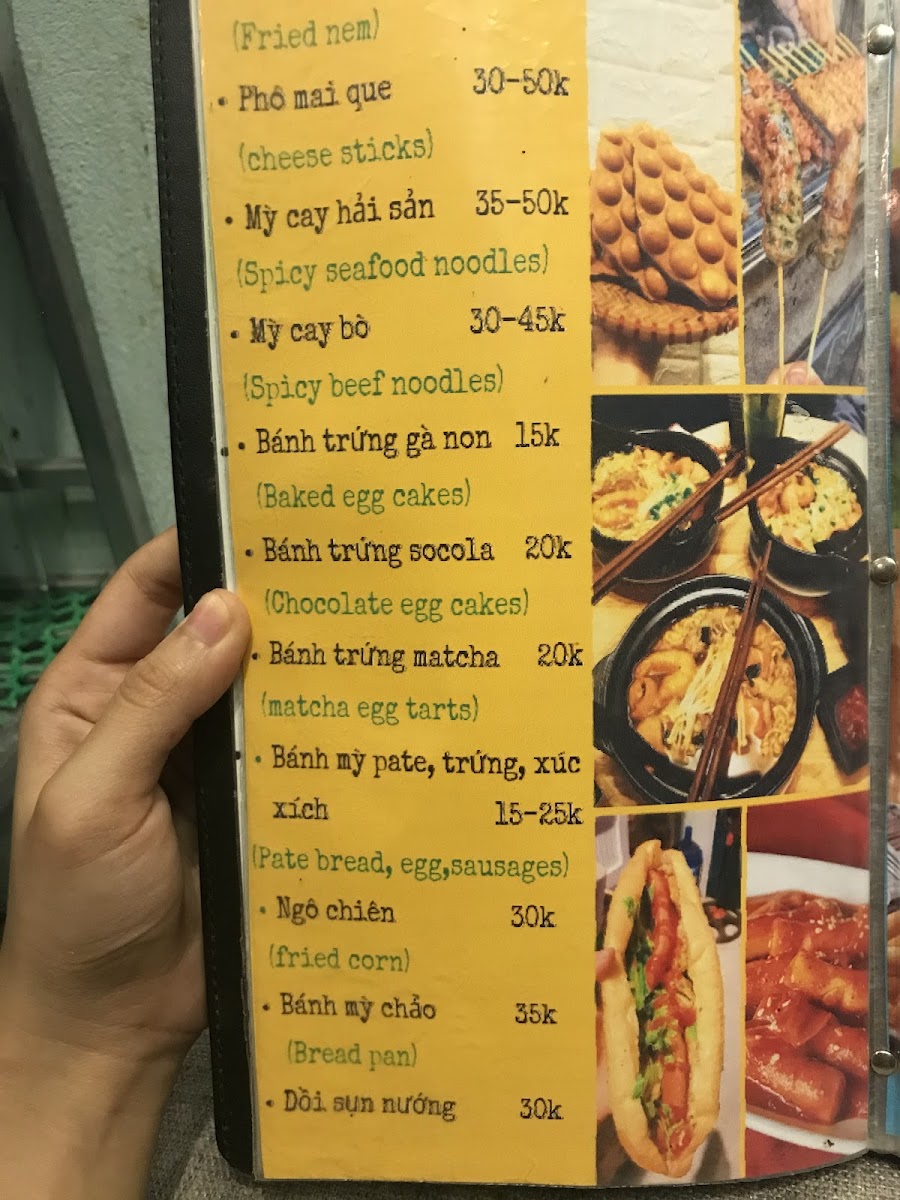 (Fried nem)
• Phô mai que 30-50k
(cheese sticks)
• Mỳ cay hải sản 35-50k
(Spicy seafood noodles)
• Mỳ cay bò 30-45k
(Spicy beef noodles)
• Bánh trứng gà non 15k
(Baked egg cakes)
• Bánh trứng socola 20k
(Chocolate egg cakes)
• Bánh trứng matcha 20k
(matcha egg tarts)
• Bánh mỳ pate, trứng, xúc
xích 15-25k
(Pate bread, egg,sausages)
• Ngô chiên 30k
(fried corn)
• Bánh mỳ chảo 35k
(Bread pan)
• Dồi sụn nướng 30k